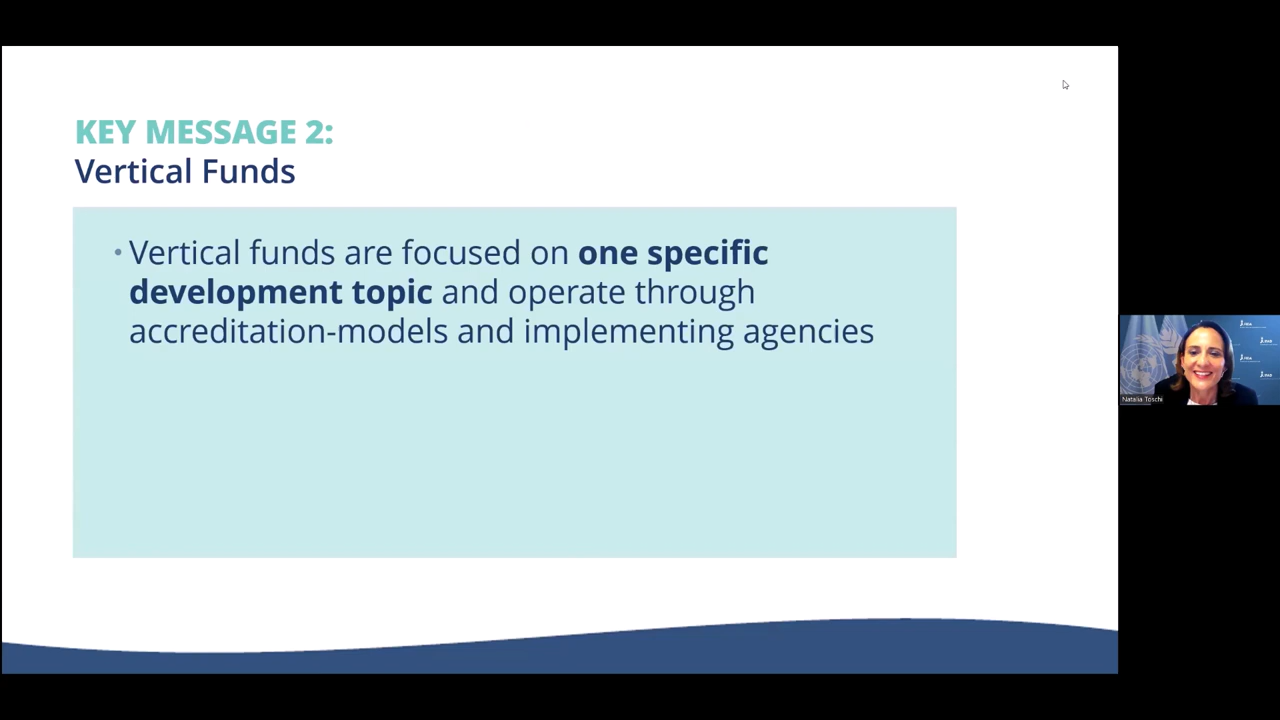 KEY MESSAGE 2:
Vertical Funds
• Vertical funds are focused on one specific
development topic and operate through
accreditation-models and implementing agencies
Natalia Toschi